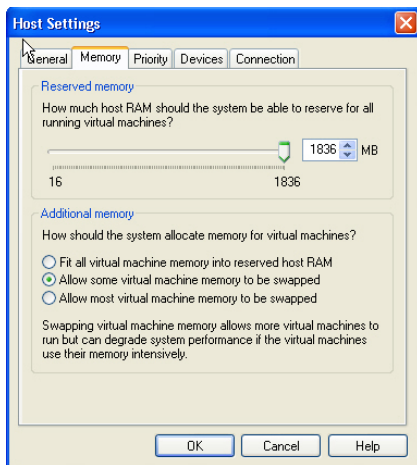 Host Settings
General Memory Priority Devices Connection
Reserved memory
How much host RAM should the system be able to reserve for all
running virtual machines?
1836 MB
16 1836
Additional memory
How should the system allocate memory for virtual machines?
Fit all virtual machine memory into reserved host RAM
Allow some virtual machine memory to be swapped
Allow most virtual machine memory to be swapped
Swapping virtual machine memory allows more virtual machines to
run but can degrade system performance if the virtual machines
use their memory intensively.
OK Cancel Help